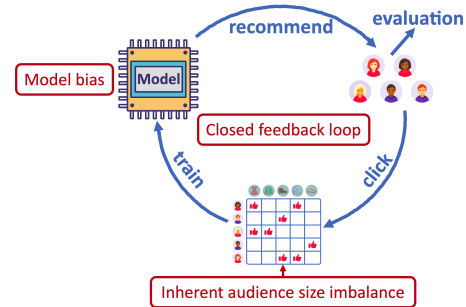 recommend
evaluation
Model bias
Model
Closed feedback loop
train
click
Inherent audience size imbalance